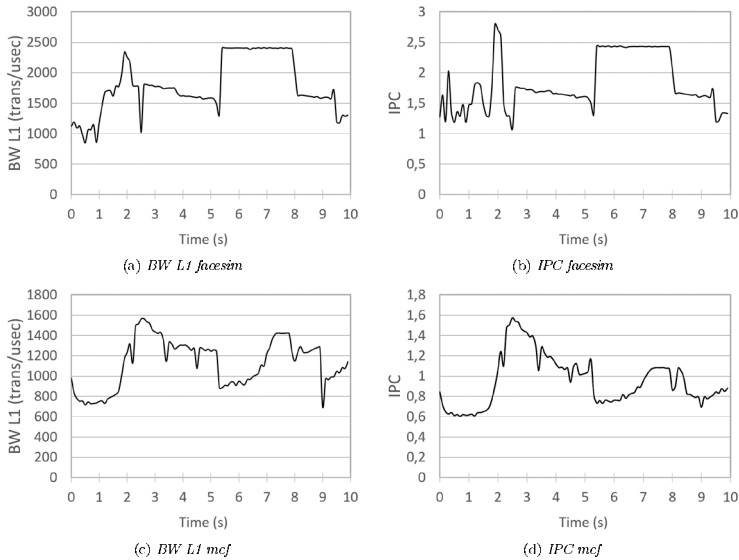 BW L1 (trans/usec)
3000
2500
2000
1500
1000
500
0
0 1 2 3 4 5 6 7 8 9 10
Time (s)
(a) BW L1 facesim
IPC
3
2,5
2
1,5
1
0,5
0
0 1 2 3 4 5 6 7 8 9 10
Time (s)
(b) IPC facesim
BW L1 (trans/usec)
1800
1600
1400
1200
1000
800
600
400
200
0
0 1 2 3 4 5 6 7 8 9 10
Time (s)
(c) BW L1 mcf
IPC
1,8
1,6
1,4
1,2
1
0,8
0,6
0,4
0,2
0
0 1 2 3 4 5 6 7 8 9 10
Time (s)
(d) IPC mcf